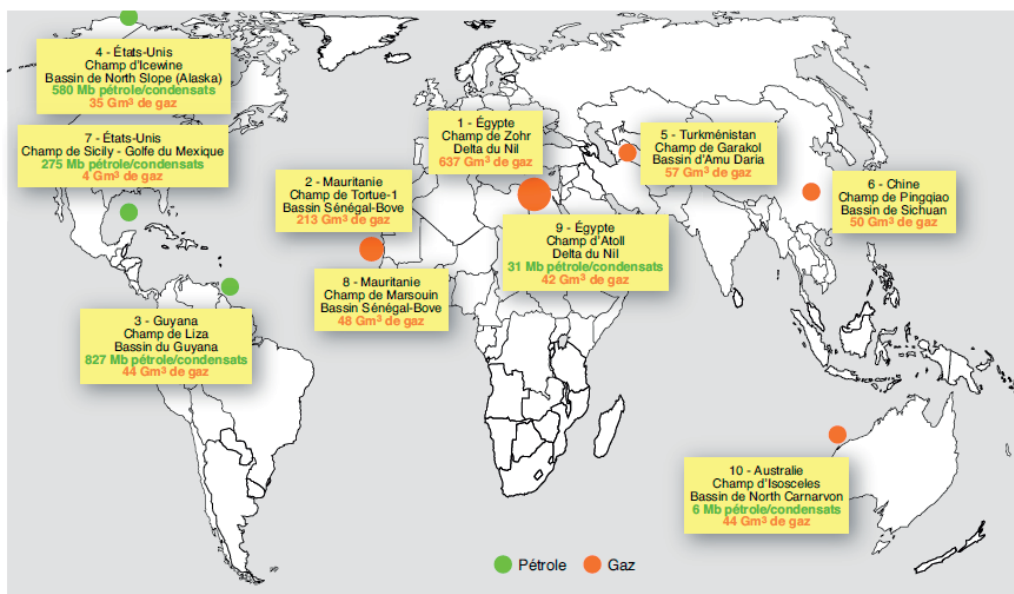 4 - États-Unis
Champ d'Icewine
Bassin de North Slope (Alaska)
580 Mb pétrole/condensats
35 Gm³ de gaz
7 - États-Unis
Champ de Sicily - Golfe du Mexique
275 Mb pétrole/condensats
4 Gm³ de gaz
1 - Égypte
Champ de Zohr
Delta du Nil
637 Gm³ de gaz
5 - Turkménistan
Champ de Garakol
Bassin d'Amu Daria
57 Gm³ de gaz
2 - Mauritanie
Champ de Tortue-1
Bassin Sénégal-Bove
213 Gm³ de gaz
6 - Chine
Champ de Pingqiao
Bassin de Sichuan
50 Gm³ de gaz
9 - Égypte
Champ d'Atoll
Delta du Nil
31 Mb pétrole/condensats
42 Gm³ de gaz
8 - Mauritanie
Champ de Marsouin
Bassin Sénégal-Bove
48 Gm³ de gaz
3 - Guyana
Champ de Liza
Bassin du Guyana
827 Mb pétrole/condensats
44 Gm³ de gaz
10 - Australie
Champ d'Isosceles
Bassin de North Carnarvon
6 Mb pétrole/condensats
44 Gm³ de gaz
Pétrole
Gaz